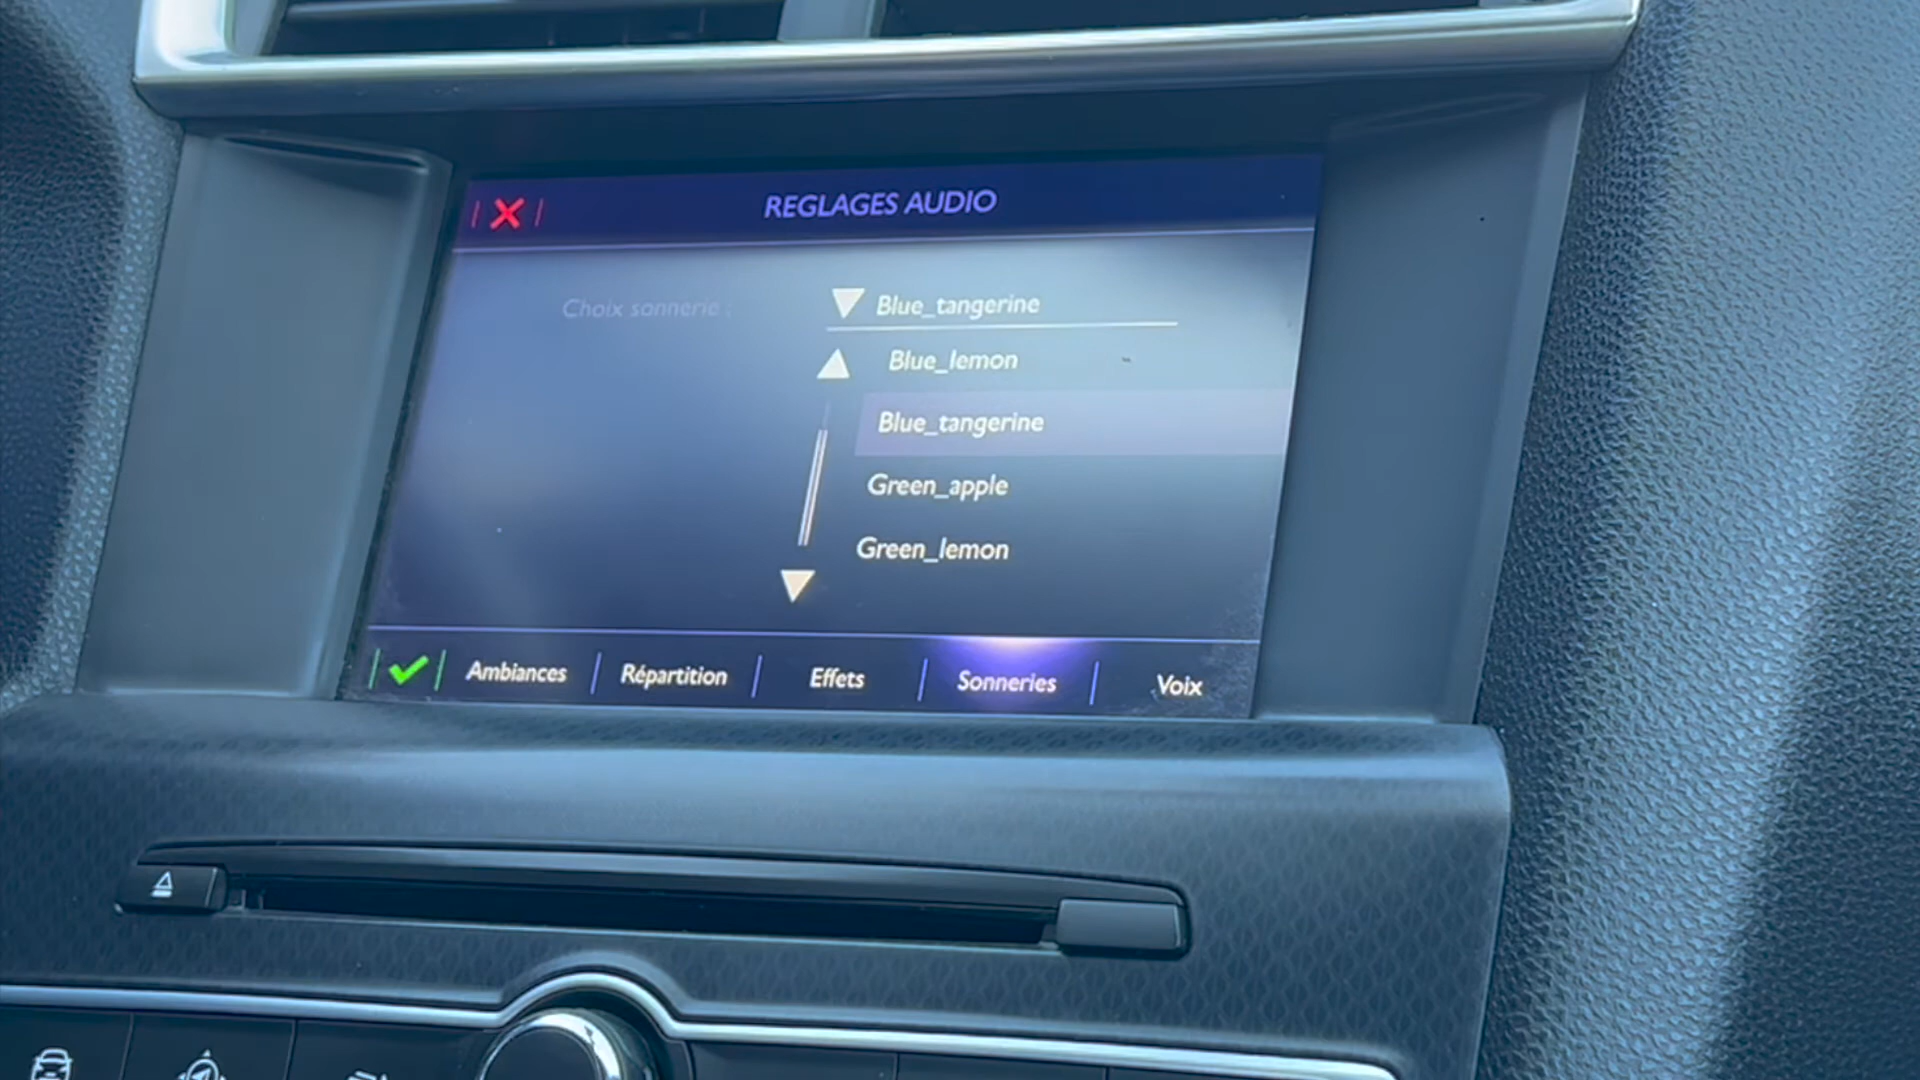 REGLAGES AUDIO
Choix sonnerie :
Blue_tangerine
Blue_lemon
Blue_tangerine
Green_apple
Green_lemon
Ambiances
Répartition
Effets
Sonneries
Voix